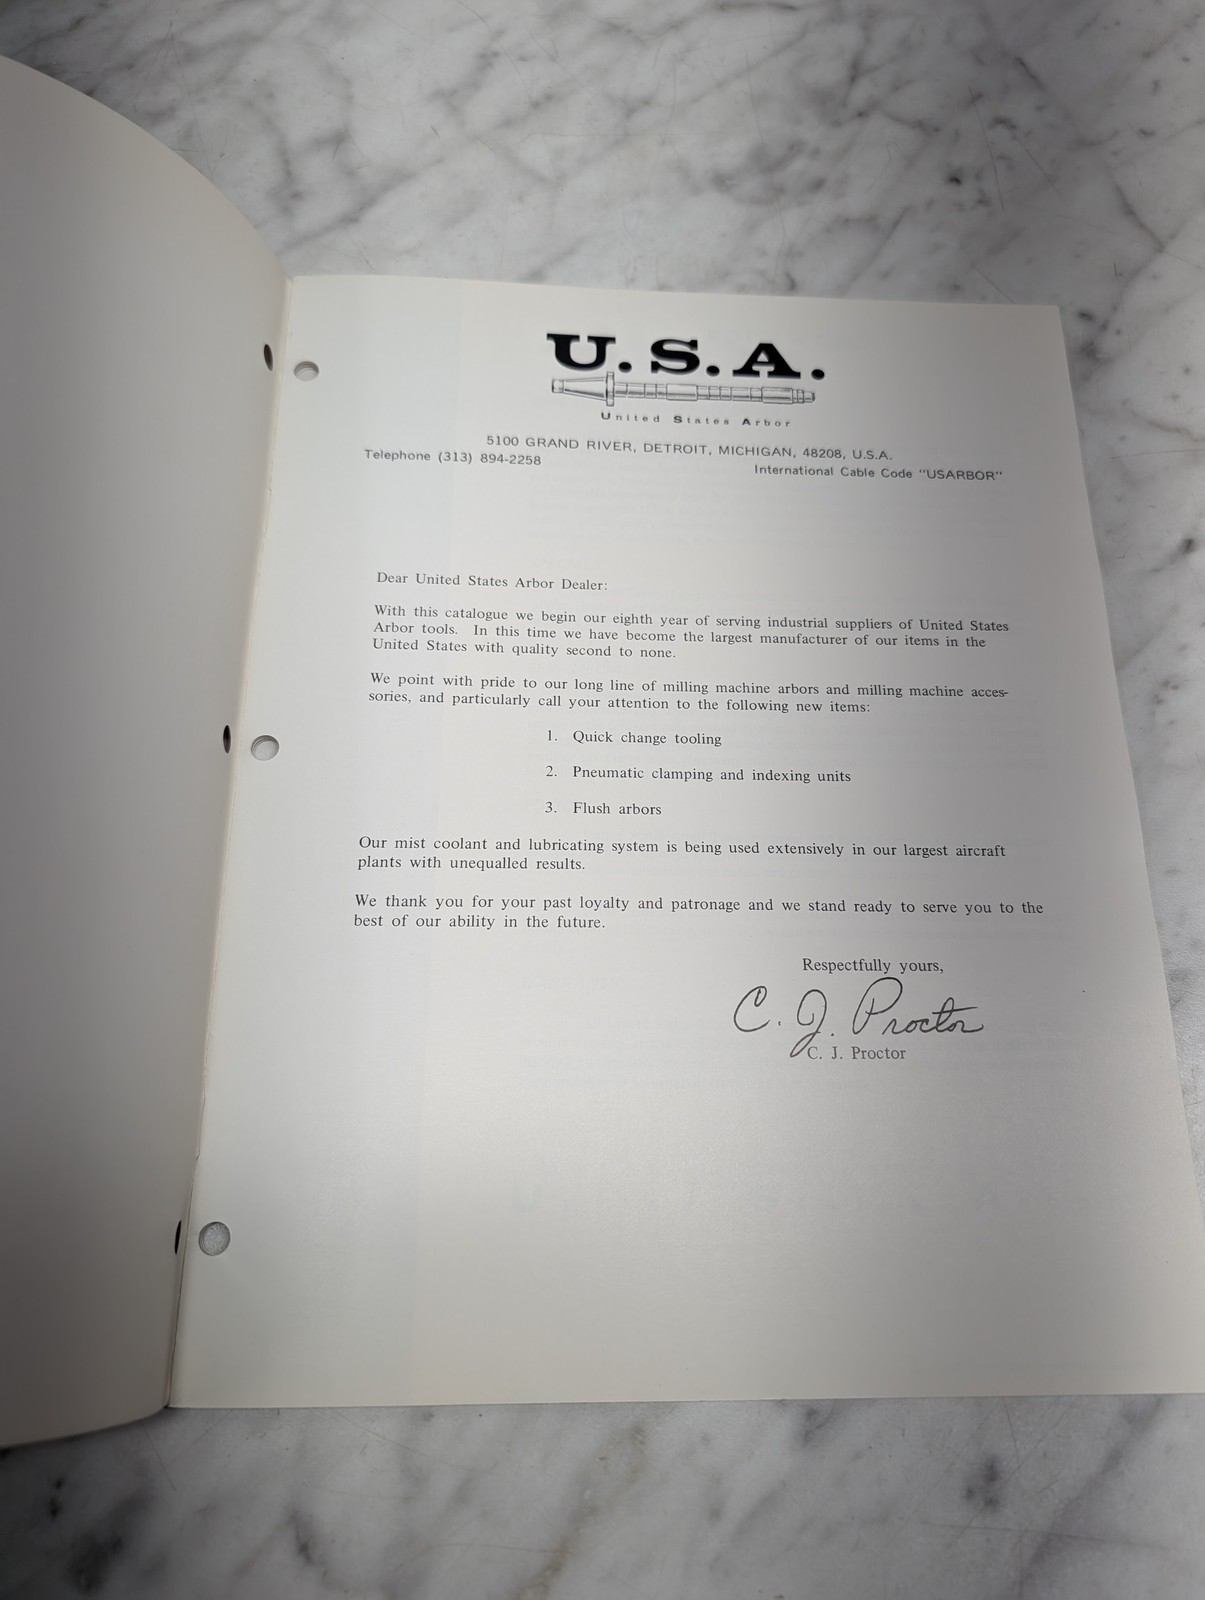 U.S.A.
United States Arbor
5100 GRAND RIVER, DETROIT, MICHIGAN, 48208, U.S.A.
Telephone (313) 894-2258
International Cable Code "USARBOR"
Dear United States Arbor Dealer:
With this catalogue we begin our eighth year of serving industrial suppliers of United States
Arbor tools. In this time we have become the largest manufacturer of our items in the
United States with quality second to none.
We point with pride to our long line of milling machine arbors and milling machine acces-
sories, and particularly call your attention to the following new items:
1. Quick change tooling
2. Pneumatic clamping and indexing units
3. Flush arbors
Our mist coolant and lubricating system is being used extensively in our largest aircraft
plants with unequalled results.
We thank you for your past loyalty and patronage and we stand ready to serve you to the
best of our ability in the future.
Respectfully yours,
C. J. Proctor
C. J. Proctor